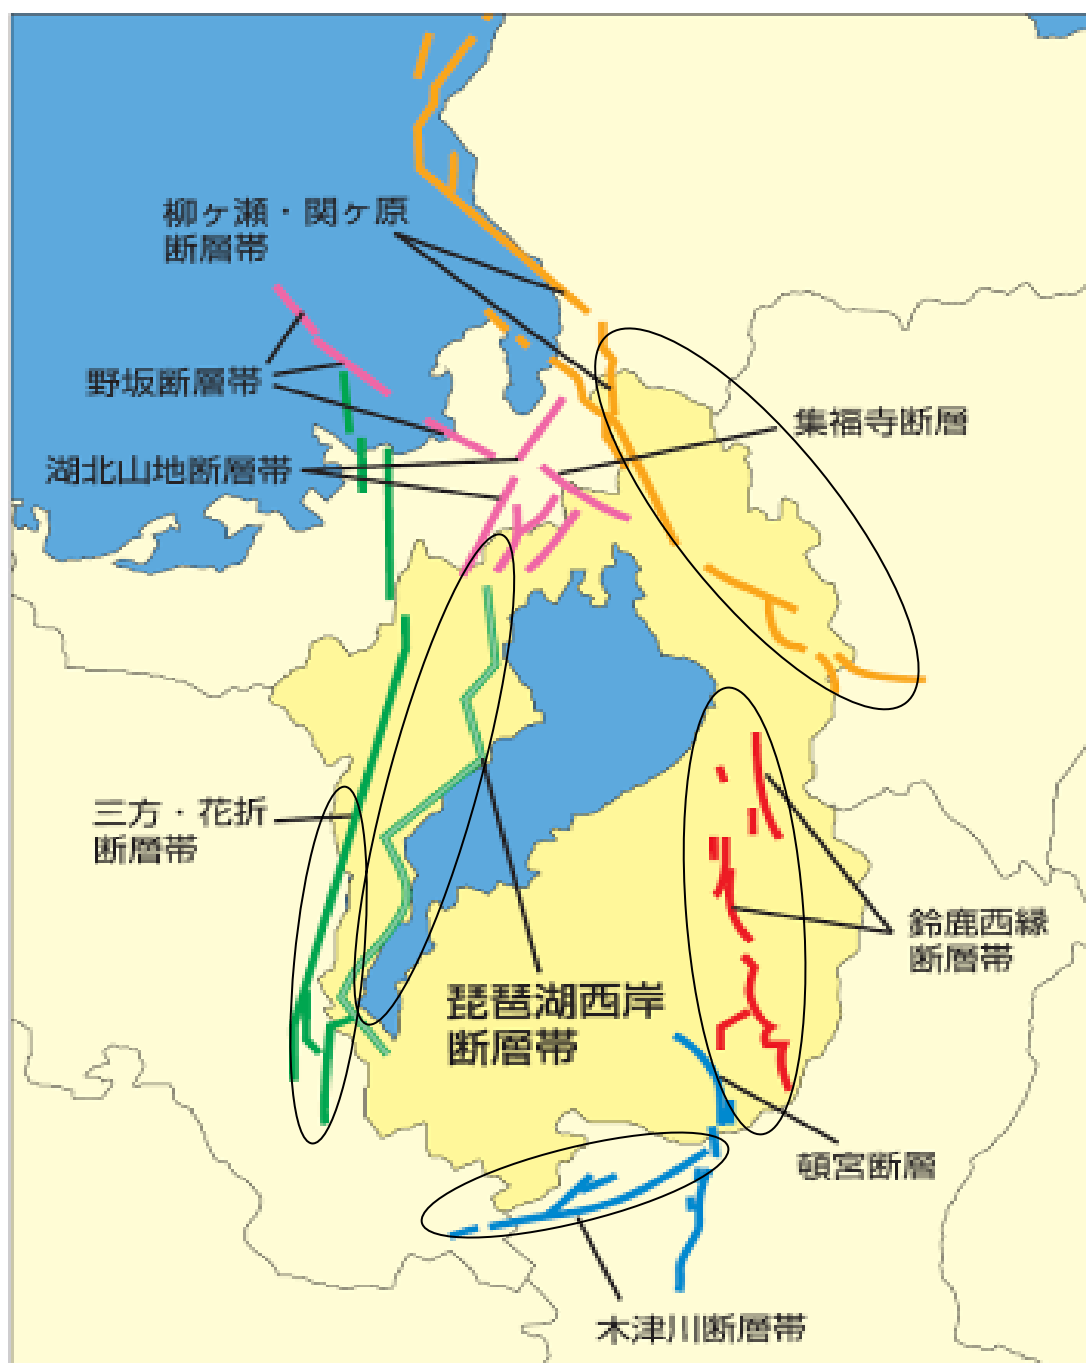 柳ヶ瀬・関ヶ原
断層帯
野坂断層帯
集福寺断層
湖北山地断層帯
三方・花折
断層帯
鈴鹿西縁
断層帯
琵琶湖西岸
断層帯
頓宮断層
木津川断層帯